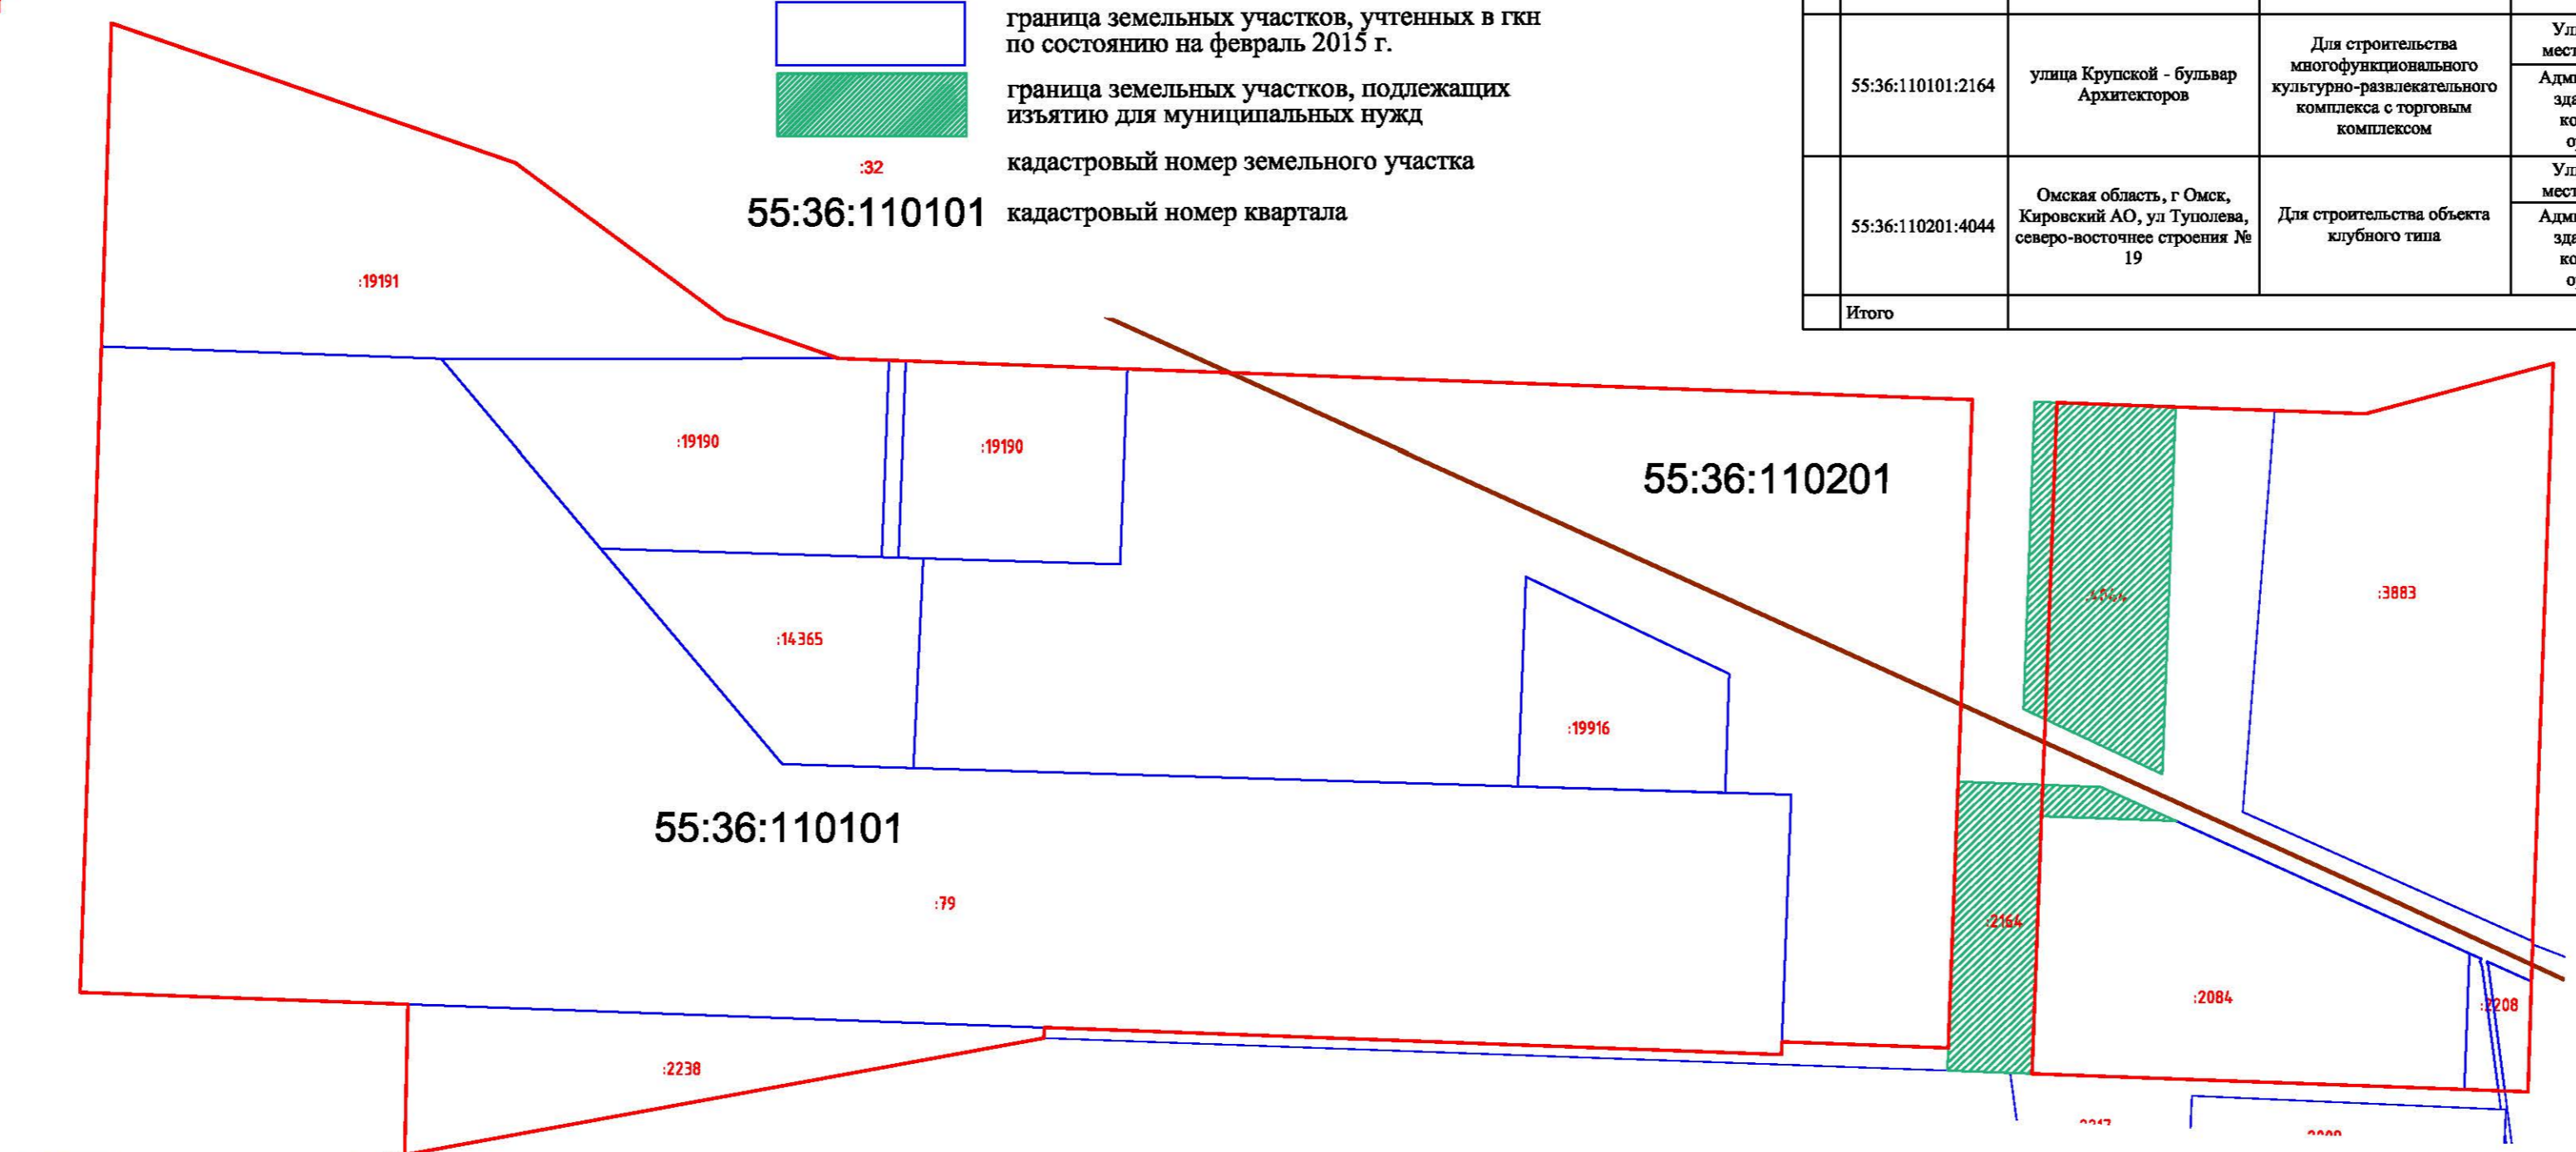 граница земельных участков, учтенных в гкн
по состоянию на февраль 2015 г.
граница земельных участков, подлежащих
изъятию для муниципальных нужд
:32
кадастровый номер земельного участка
55:36:110101
кадастровый номер квартала
55:36:110101:2164
улица Крупской - бульвар
Архитекторов
Для строительства
многофункционального
культурно-развлекательного
комплекса с торговым
комплексом
55:36:110201:4044
Омская область, г Омск,
Кировский АО, ул Туполева,
северо-восточнее строения №
19
Для строительства объекта
клубного типа
Итого
:19191
:19190
:19190
55:36:110201
:3883
:14365
:19916
55:36:110101
:79
:2164
:2084
:2208
:2238